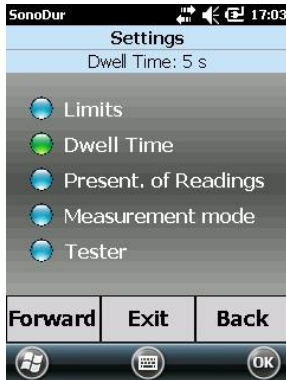 SonoDur 17:03
Settings
Dwell Time: 5 s
Limits
Dwell Time
Present. of Readings
Measurement mode
Tester
Forward Exit Back
OK